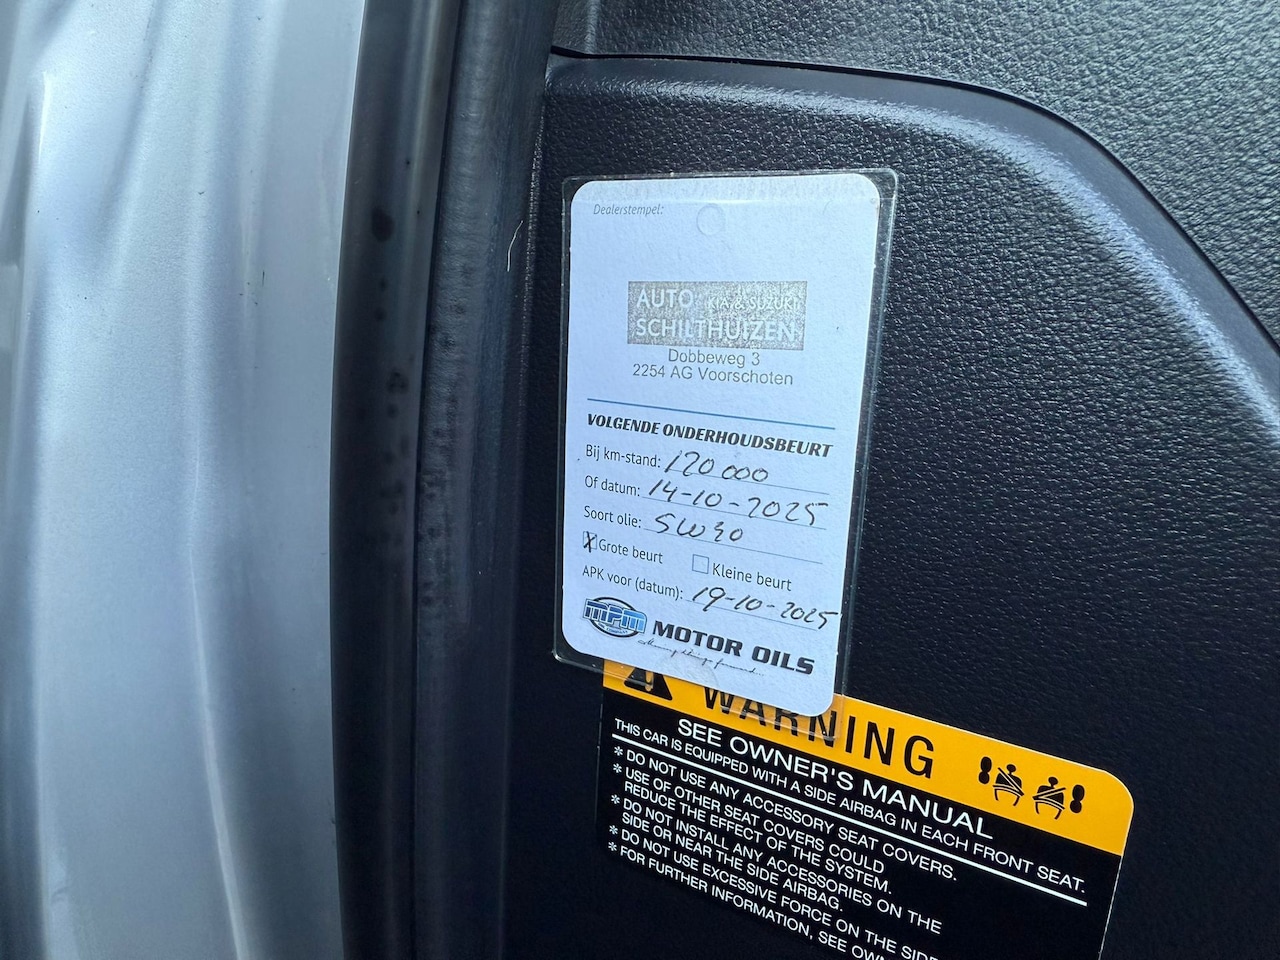 Dealerstempel:
AUTO KIA & SUZUKI
SCHILTHUIZEN
Dobbeweg 3
2254 AG Voorschoten
VOLGENDE ONDERHOUDSBEURT
Bij km-stand: 120 000
Of datum: 14-10-2025
Soort olie: 5W30
X Grote beurt Kleine beurt
APK voor (datum): 19-10-2025
MPM MOTOR OILS
WARNING
SEE OWNER'S MANUAL
THIS CAR IS EQUIPPED WITH A SIDE AIRBAG IN EACH FRONT SEAT.
* DO NOT USE ANY ACCESSORY SEAT COVERS.
* USE OF OTHER SEAT COVERS COULD
REDUCE THE EFFECT OF THE SYSTEM.
* DO NOT INSTALL ANY ACCESSORIES ON THE
SIDE OR NEAR THE SIDE AIRBAG.
* DO NOT USE EXCESSIVE FORCE ON THE SIDE
* FOR FURTHER INFORMATION, SEE OWN